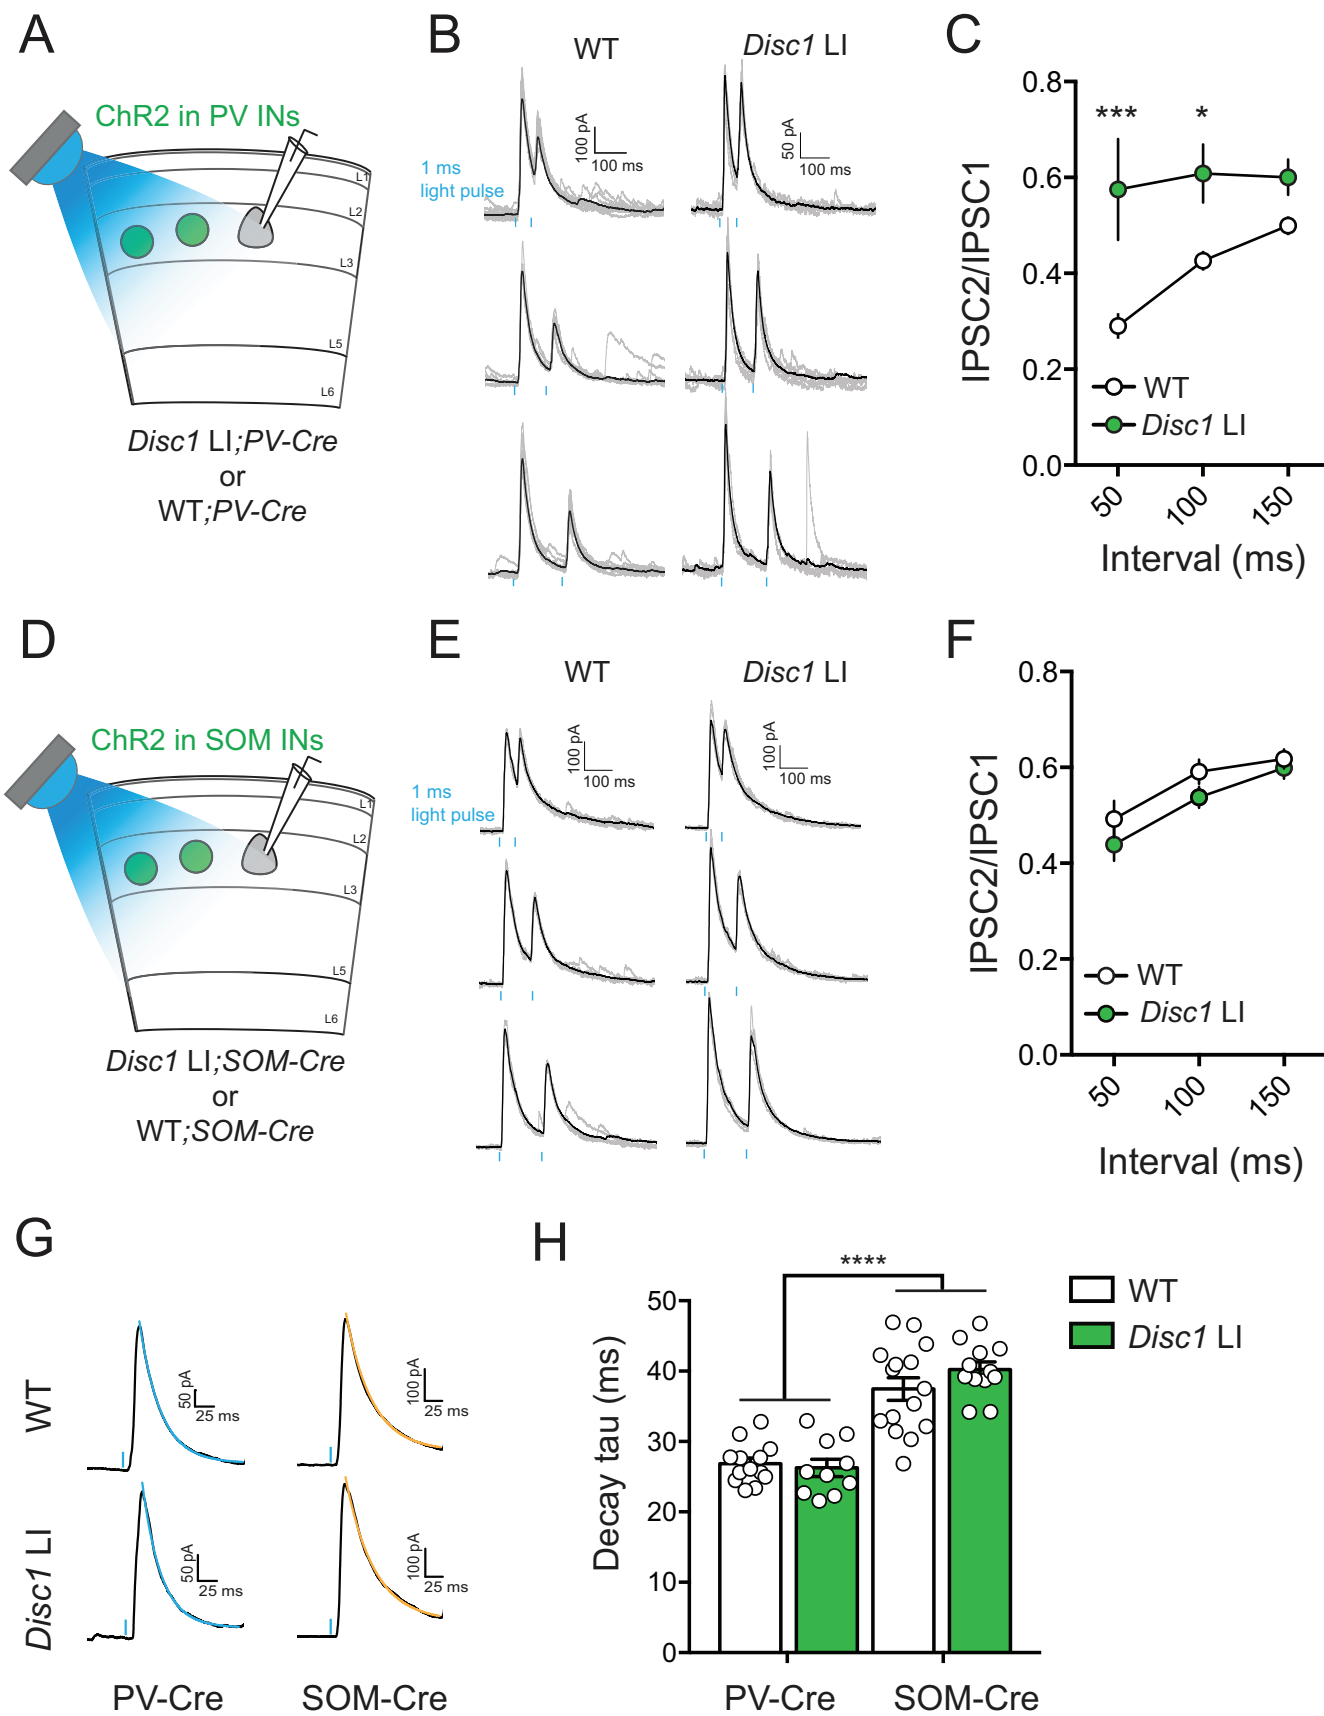 A
ChR2 in PV INs
L1
L2
L3
L5
L6
Disc1 LI;PV-Cre
or
WT;PV-Cre
B
WT
Disc1 LI
1 ms
light pulse
100 pA
100 ms
50 pA
100 ms
C
IPSC2/IPSC1
0.8
0.6
0.4
0.2
0.0
***
*
WT
Disc1 LI
50
100
150
Interval (ms)
D
ChR2 in SOM INs
L1
L2
L3
L5
L6
Disc1 LI;SOM-Cre
or
WT;SOM-Cre
E
WT
Disc1 LI
1 ms
light pulse
100 pA
100 ms
100 pA
100 ms
F
IPSC2/IPSC1
0.8
0.6
0.4
0.2
0.0
WT
Disc1 LI
50
100
150
Interval (ms)
G
WT
50 pA
25 ms
100 pA
25 ms
Disc1 LI
50 pA
25 ms
100 pA
25 ms
PV-Cre
SOM-Cre
H
****
Decay tau (ms)
50
40
30
20
10
0
PV-Cre
SOM-Cre
WT
Disc1 LI